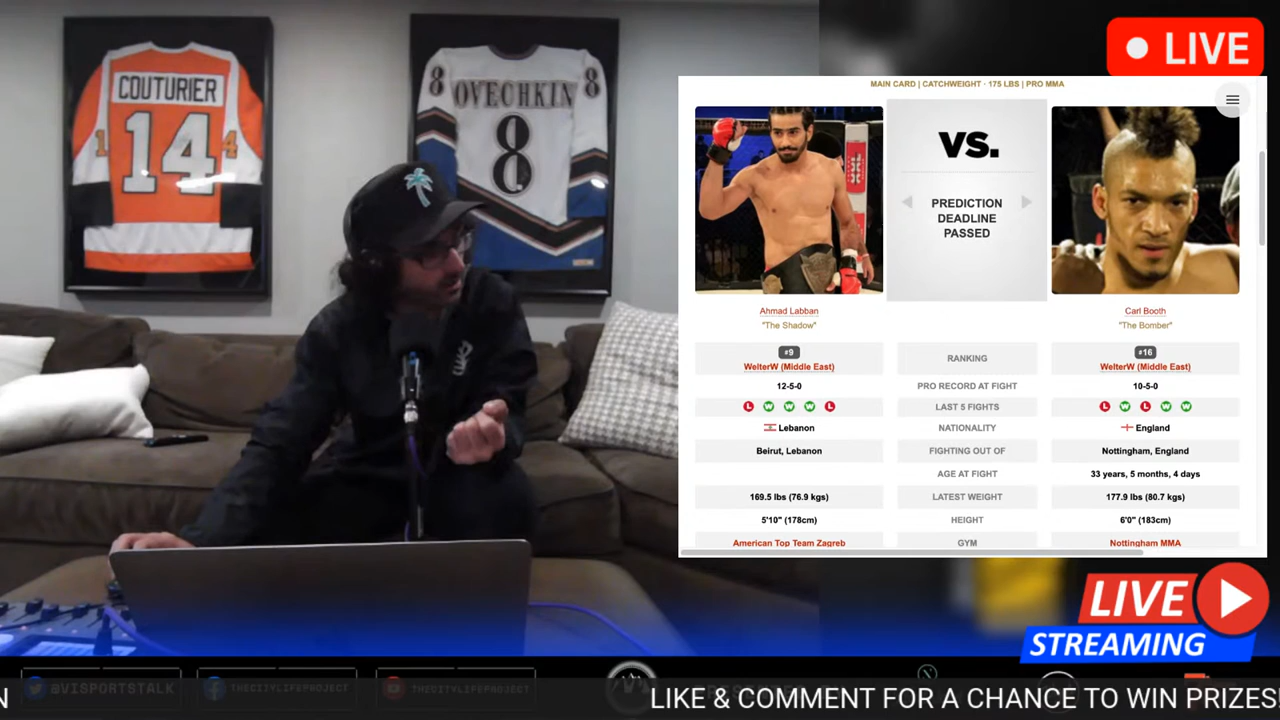 COUTURIER
14
14
OVECHKIN
8
8
8
LIVE
MAIN CARD | CATCHWEIGHT · 175 LBS | PRO MMA
VS.
PREDICTION
DEADLINE
PASSED
Ahmad Labban
"The Shadow"
Carl Booth
"The Bomber"
#9
WelterW (Middle East)
RANKING
#16
WelterW (Middle East)
12-5-0
PRO RECORD AT FIGHT
10-5-0
L W W W L
LAST 5 FIGHTS
L W L W W
Lebanon
NATIONALITY
England
Beirut, Lebanon
FIGHTING OUT OF
Nottingham, England
AGE AT FIGHT
33 years, 5 months, 4 days
169.5 lbs (76.9 kgs)
LATEST WEIGHT
177.9 lbs (80.7 kgs)
5'10" (178cm)
HEIGHT
6'0" (183cm)
American Top Team Zagreb
GYM
Nottingham MMA
LIVE
STREAMING
@VISPORTSTALK
THECITYLIFEPROJECT
THECITYLIFEPROJECT
N
LIKE & COMMENT FOR A CHANCE TO WIN PRIZES!